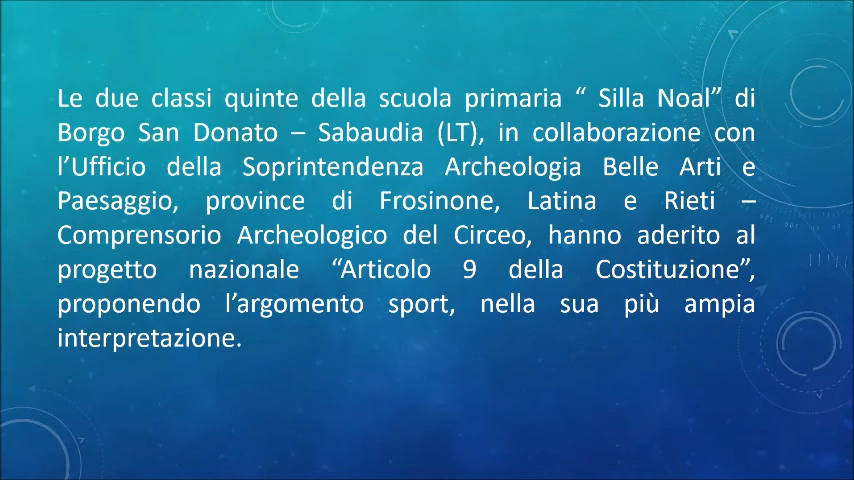 Le due classi quinte della scuola primaria “ Silla Noal” di
Borgo San Donato – Sabaudia (LT), in collaborazione con
l’Ufficio della Soprintendenza Archeologia Belle Arti e
Paesaggio, province di Frosinone, Latina e Rieti –
Comprensorio Archeologico del Circeo, hanno aderito al
progetto nazionale “Articolo 9 della Costituzione”,
proponendo l’argomento sport, nella sua più ampia
interpretazione.